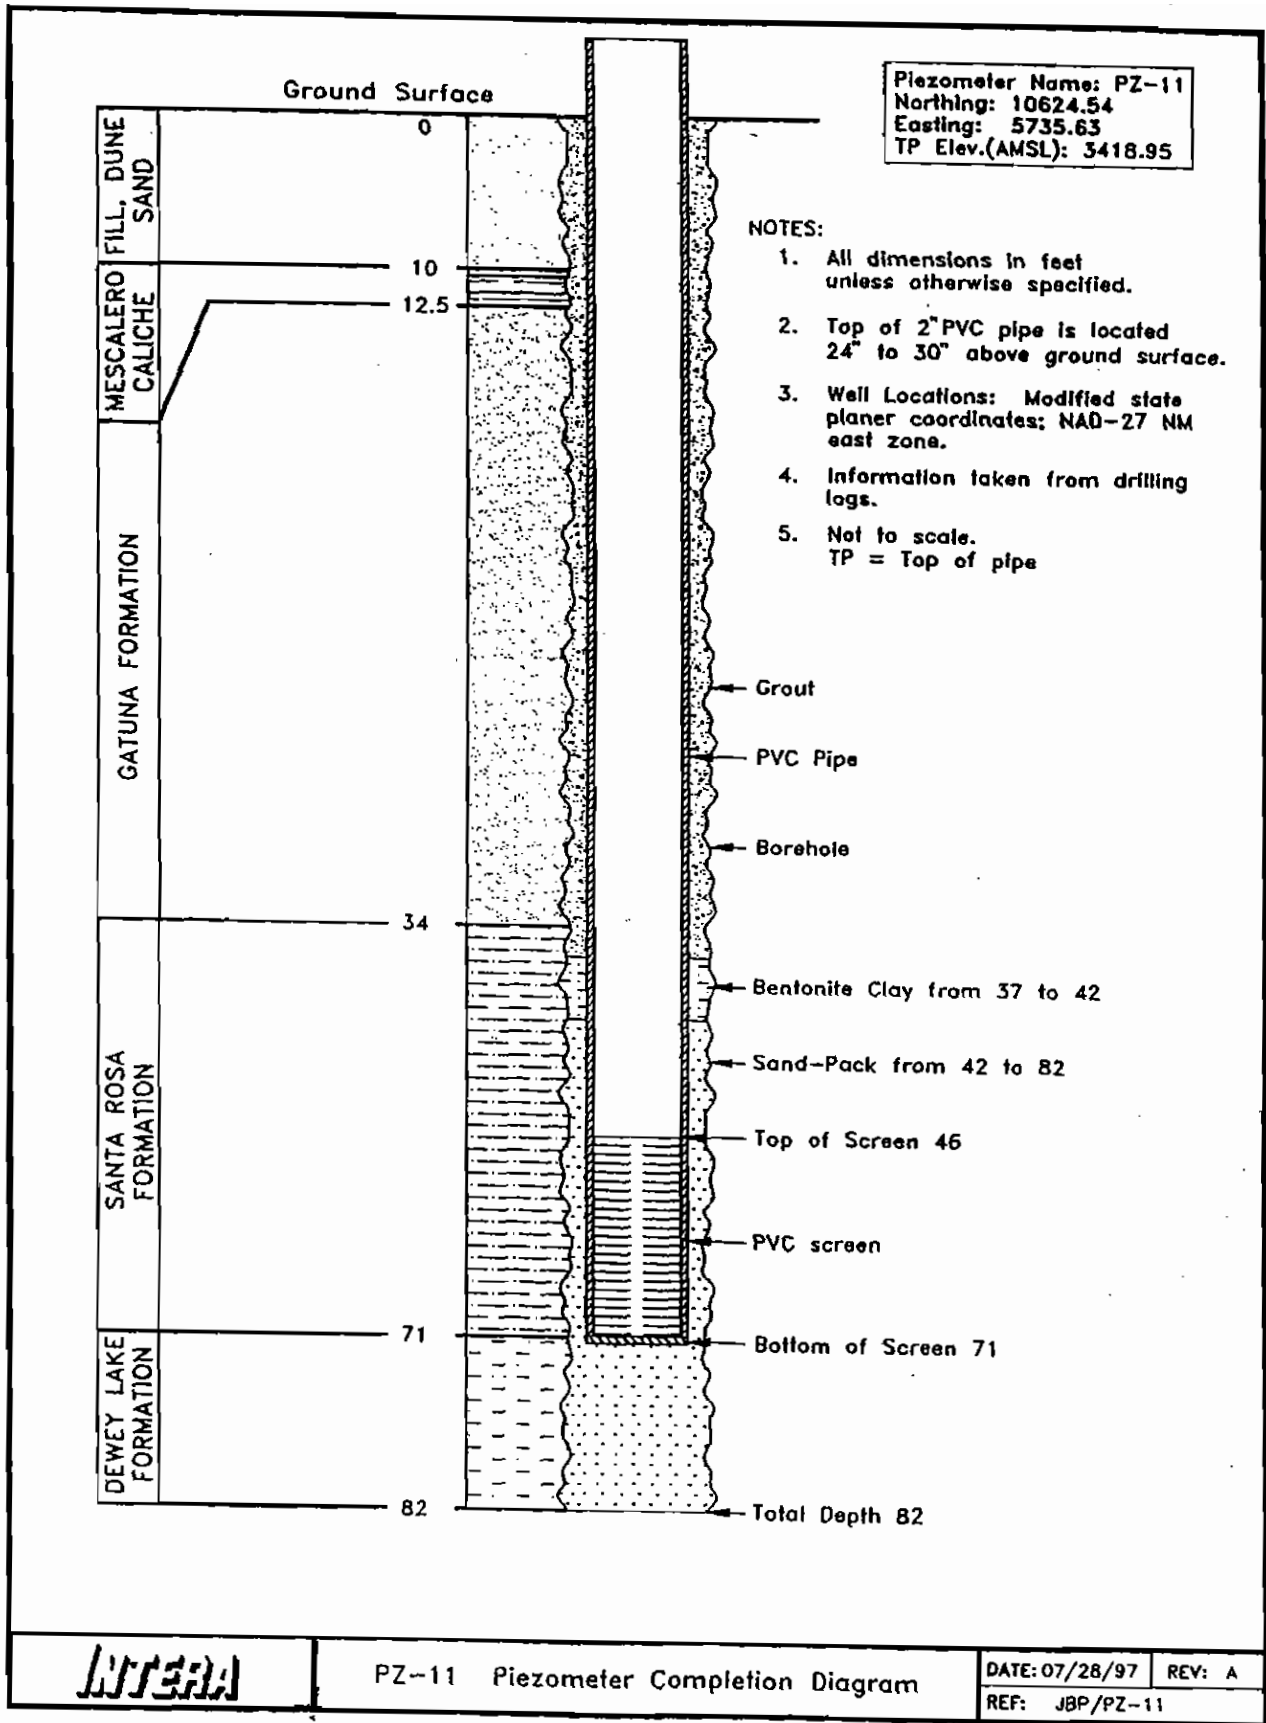 Ground Surface
Piezometer Name: PZ-11
Northing: 10624.54
Easting: 5735.63
TP Elev.(AMSL): 3418.95
FILL, DUNE
SAND
0
MESCALERO
CALICHE
10
12.5
NOTES:
1. All dimensions in feet
unless otherwise specified.
2. Top of 2" PVC pipe is located
24" to 30" above ground surface.
3. Well Locations: Modified state
planer coordinates; NAD-27 NM
east zone.
4. Information taken from drilling
logs.
5. Not to scale.
TP = Top of pipe
GATUNA FORMATION
Grout
PVC Pipe
Borehole
34
SANTA ROSA
FORMATION
Bentonite Clay from 37 to 42
Sand-Pack from 42 to 82
Top of Screen 46
PVC screen
71
Bottom of Screen 71
DEWEY LAKE
FORMATION
82
Total Depth 82
INTERA
PZ-11 Piezometer Completion Diagram
DATE: 07/28/97
REV: A
REF: JBP/PZ-11